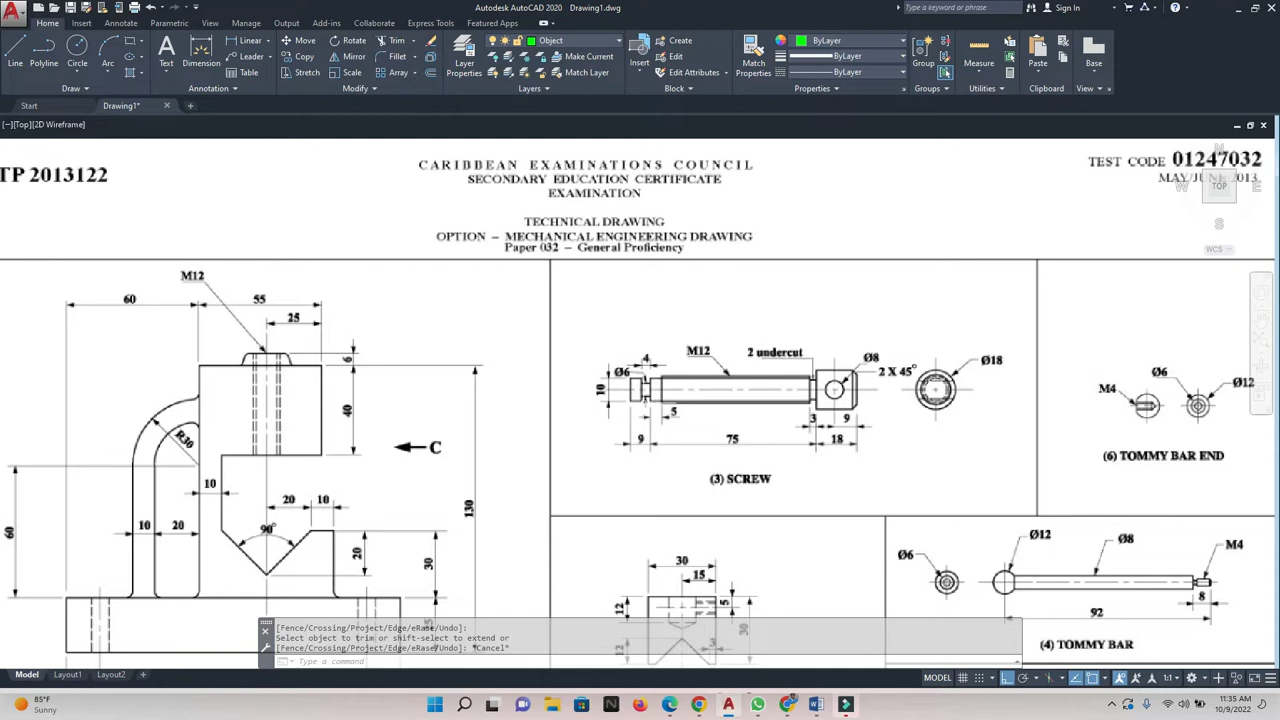 Autodesk AutoCAD 2020 Drawing1.dwg
Type a keyword or phrase
Sign In
Home Insert Annotate Parametric View Manage Output Add-ins Collaborate Express Tools Featured Apps
Line Polyline Circle Arc
Text Dimension
Linear
Leader
Table
Move Rotate Trim
Copy Mirror Fillet
Stretch Scale Array
Layer Properties
Object
Make Current
Match Layer
Insert
Create
Edit
Edit Attributes
Match Properties
ByLayer
ByLayer
ByLayer
Group
Measure
Paste
Base
Draw Annotation Modify Layers Block Properties Groups Utilities Clipboard View
Start Drawing1*
[−][Top][2D Wireframe]
TP 2013122
CARIBBEAN EXAMINATIONS COUNCIL
SECONDARY EDUCATION CERTIFICATE
EXAMINATION
TEST CODE 01247032
MAY/JUNE 2013
TECHNICAL DRAWING
OPTION – MECHANICAL ENGINEERING DRAWING
Paper 032 – General Proficiency
N
W TOP E
S
WCS
M12
60
55
25
6
40
R30
C
10
20
10
130
60
10
20
90°
20
30
4
M12
2 undercut
Ø8
2 X 45°
Ø18
Ø6
10
5
3
9
9
75
18
(3) SCREW
Ø6
M4
Ø12
(6) TOMMY BAR END
30
15
12
5
30
12
3
Ø12
Ø8
M4
Ø6
8
92
(4) TOMMY BAR
[Fence/Crossing/Project/Edge/eRase/Undo]:
Select object to trim or shift-select to extend or
[Fence/Crossing/Project/Edge/eRase/Undo]: *Cancel*
Type a command
Model Layout1 Layout2
MODEL
1:1
85°F
Sunny
11:35 AM
10/9/2022